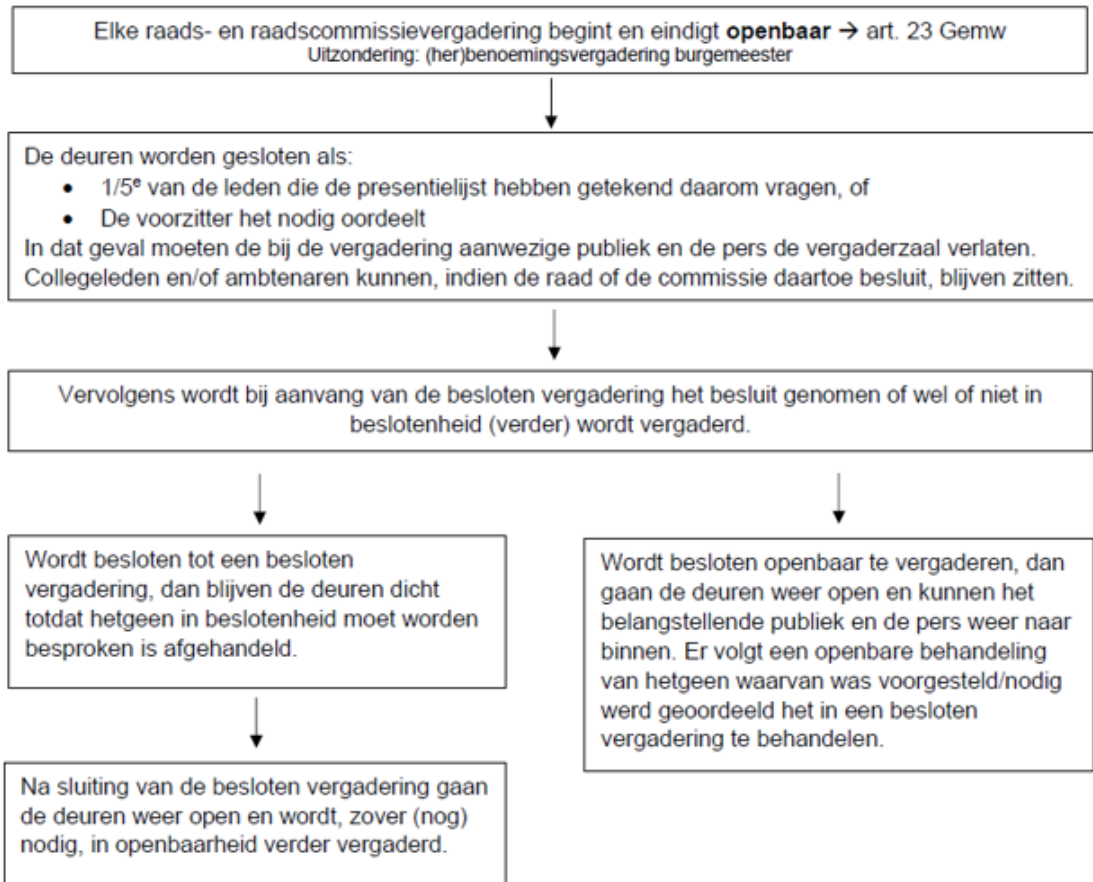 Elke raads- en raadscommissievergadering begint en eindigt openbaar → art. 23 Gemw
Uitzondering: (her)benoemingsvergadering burgemeester
De deuren worden gesloten als:
• 1/5e van de leden die de presentielijst hebben getekend daarom vragen, of
• De voorzitter het nodig oordeelt
In dat geval moeten de bij de vergadering aanwezige publiek en de pers de vergaderzaal verlaten.
Collegeleden en/of ambtenaren kunnen, indien de raad of de commissie daartoe besluit, blijven zitten.
Vervolgens wordt bij aanvang van de besloten vergadering het besluit genomen of wel of niet in
beslotenheid (verder) wordt vergaderd.
Wordt besloten tot een besloten
vergadering, dan blijven de deuren dicht
totdat hetgeen in beslotenheid moet worden
besproken is afgehandeld.
Na sluiting van de besloten vergadering gaan
de deuren weer open en wordt, zover (nog)
nodig, in openbaarheid verder vergaderd.
Wordt besloten openbaar te vergaderen, dan
gaan de deuren weer open en kunnen het
belangstellende publiek en de pers weer naar
binnen. Er volgt een openbare behandeling
van hetgeen waarvan was voorgesteld/nodig
werd geoordeeld het in een besloten
vergadering te behandelen.